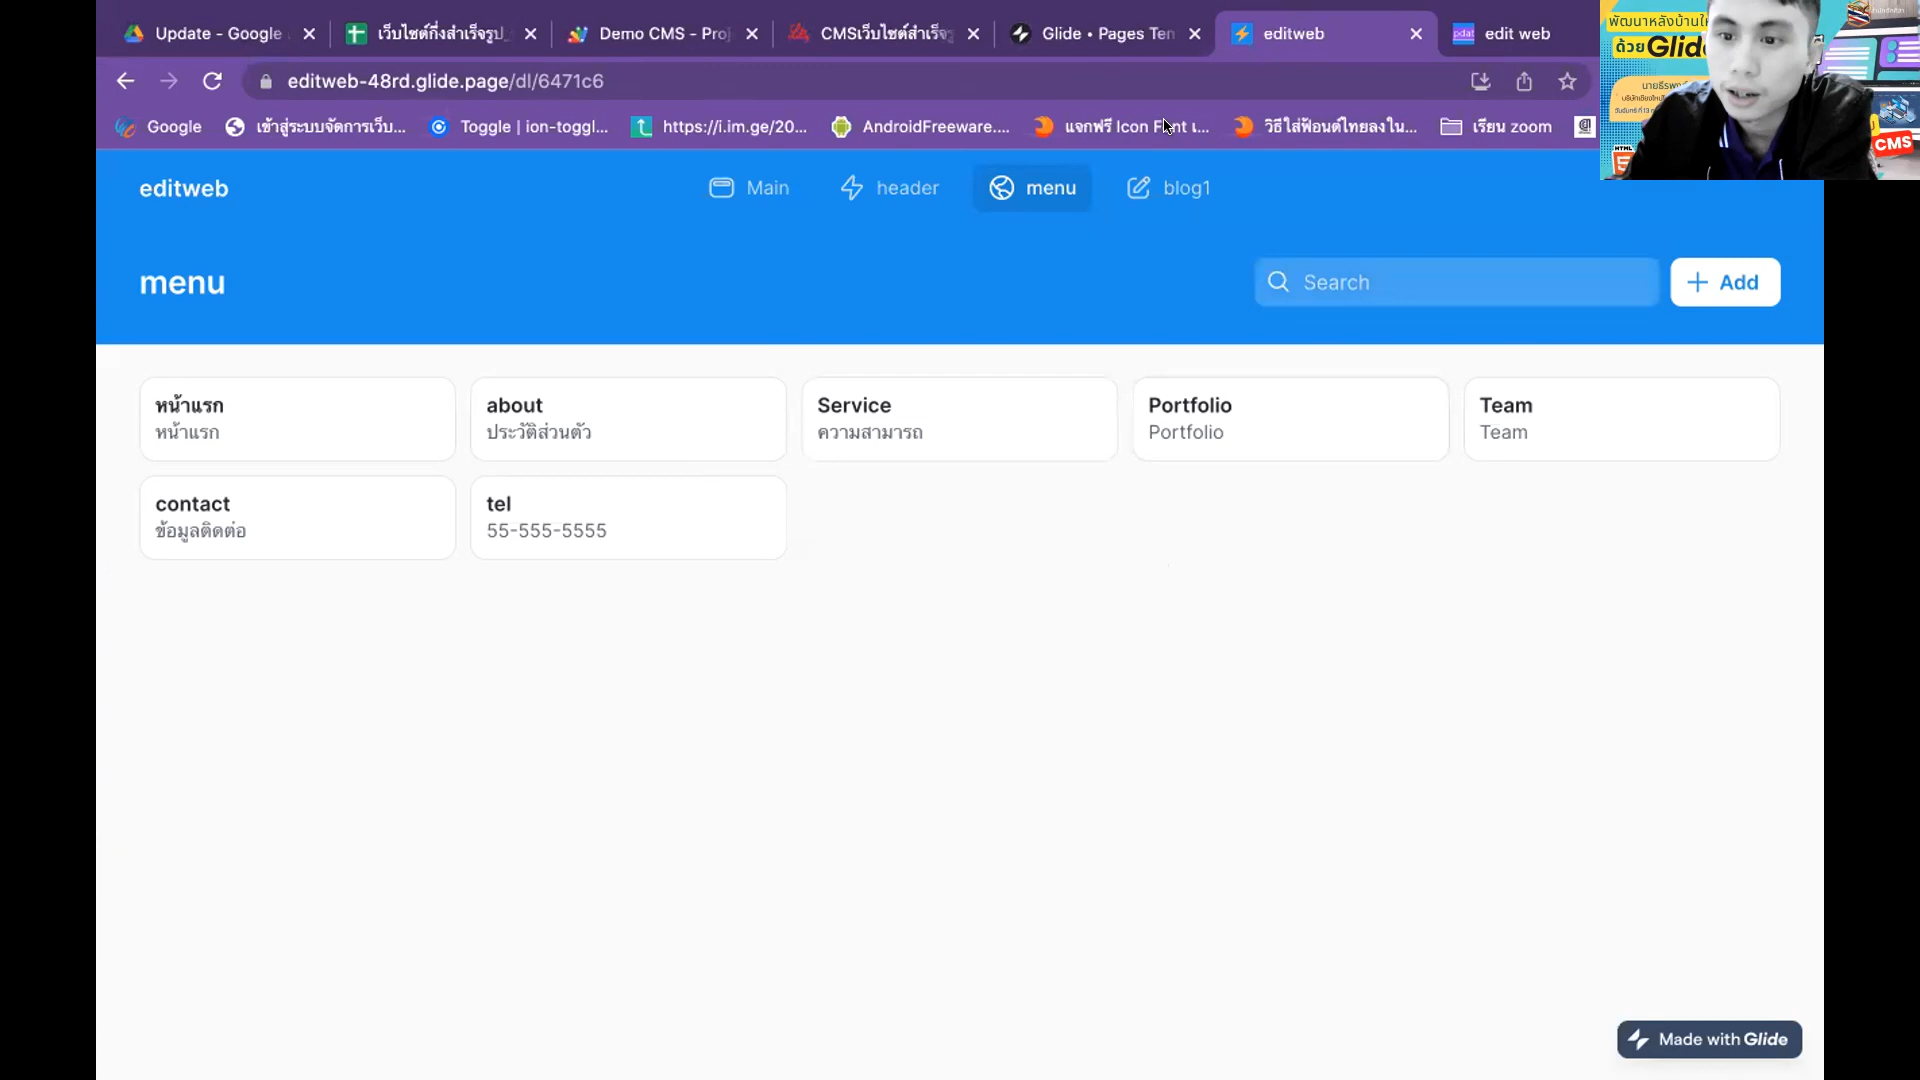 Update - Google
เว็บไซต์กึ่งสำเร็จรูป
Demo CMS - Proj
CMSเว็บไซต์สำเร็จรู
Glide • Pages Tem
editweb
edit web
editweb-48rd.glide.page/dl/6471c6
Google
เข้าสู่ระบบจัดการเว็บ...
Toggle | ion-toggl...
https://i.im.ge/20...
AndroidFreeware....
แจกฟรี Icon Font เ...
วิธีใส่ฟ้อนต์ไทยลงใน...
เรียน zoom
พัฒนาหลังบ้าน
ด้วย Glid
CMS
HTML
editweb
Main
header
menu
blog1
menu
Search
Add
หน้าแรก
หน้าแรก
about
ประวัติส่วนตัว
Service
ความสามารถ
Portfolio
Portfolio
Team
Team
contact
ข้อมูลติดต่อ
tel
55-555-5555
Made with Glide